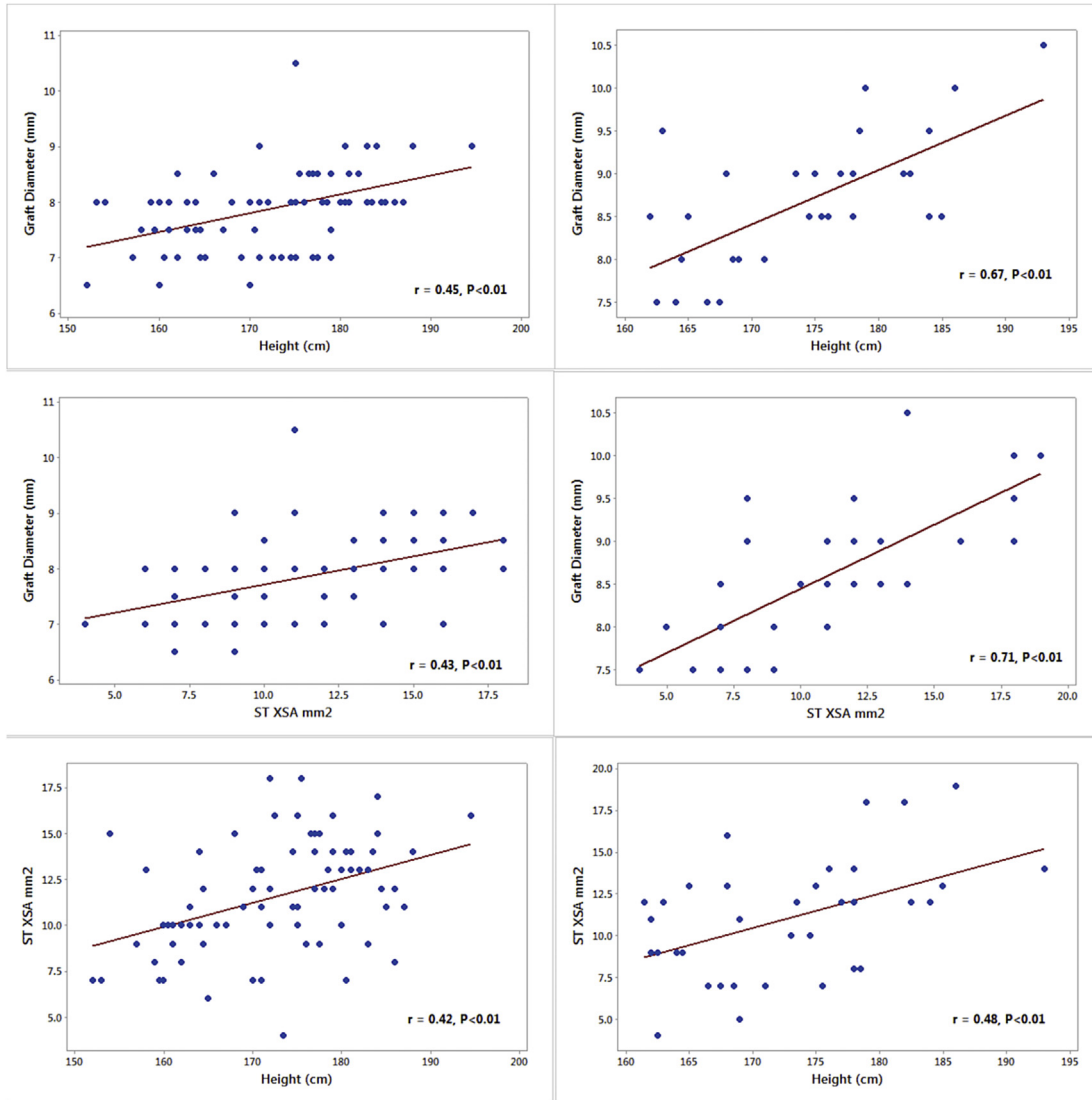 11
10
9
8
7
6
Graft Diameter (mm)
r = 0.45, P<0.01
150 160 170 180 190 200
Height (cm)
10.5
10.0
9.5
9.0
8.5
8.0
7.5
Graft Diameter (mm)
r = 0.67, P<0.01
160 165 170 175 180 185 190 195
Height (cm)
11
10
9
8
7
6
Graft Diameter (mm)
r = 0.43, P<0.01
5.0 7.5 10.0 12.5 15.0 17.5
ST XSA mm2
10.5
10.0
9.5
9.0
8.5
8.0
7.5
Graft Diameter (mm)
r = 0.71, P<0.01
5.0 7.5 10.0 12.5 15.0 17.5 20.0
ST XSA mm2
17.5
15.0
12.5
10.0
7.5
5.0
ST XSA mm2
r = 0.42, P<0.01
150 160 170 180 190 200
Height (cm)
20.0
17.5
15.0
12.5
10.0
7.5
5.0
ST XSA mm2
r = 0.48, P<0.01
160 165 170 175 180 185 190 195
Height (cm)